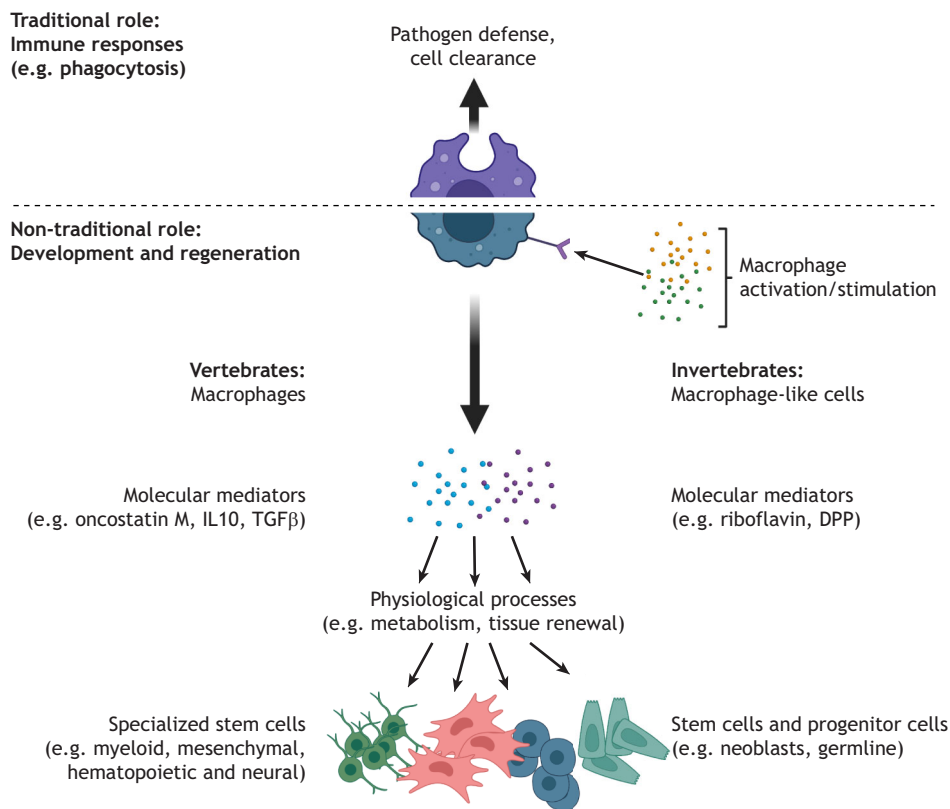 Traditional role:
Immune responses
(e.g. phagocytosis)
Pathogen defense,
cell clearance
Non-traditional role:
Development and regeneration
Macrophage
activation/stimulation
Vertebrates:
Macrophages
Invertebrates:
Macrophage-like cells
Molecular mediators
(e.g. oncostatin M, IL10, TGFβ)
Molecular mediators
(e.g. riboflavin, DPP)
Physiological processes
(e.g. metabolism, tissue renewal)
Specialized stem cells
(e.g. myeloid, mesenchymal,
hematopoietic and neural)
Stem cells and progenitor cells
(e.g. neoblasts, germline)